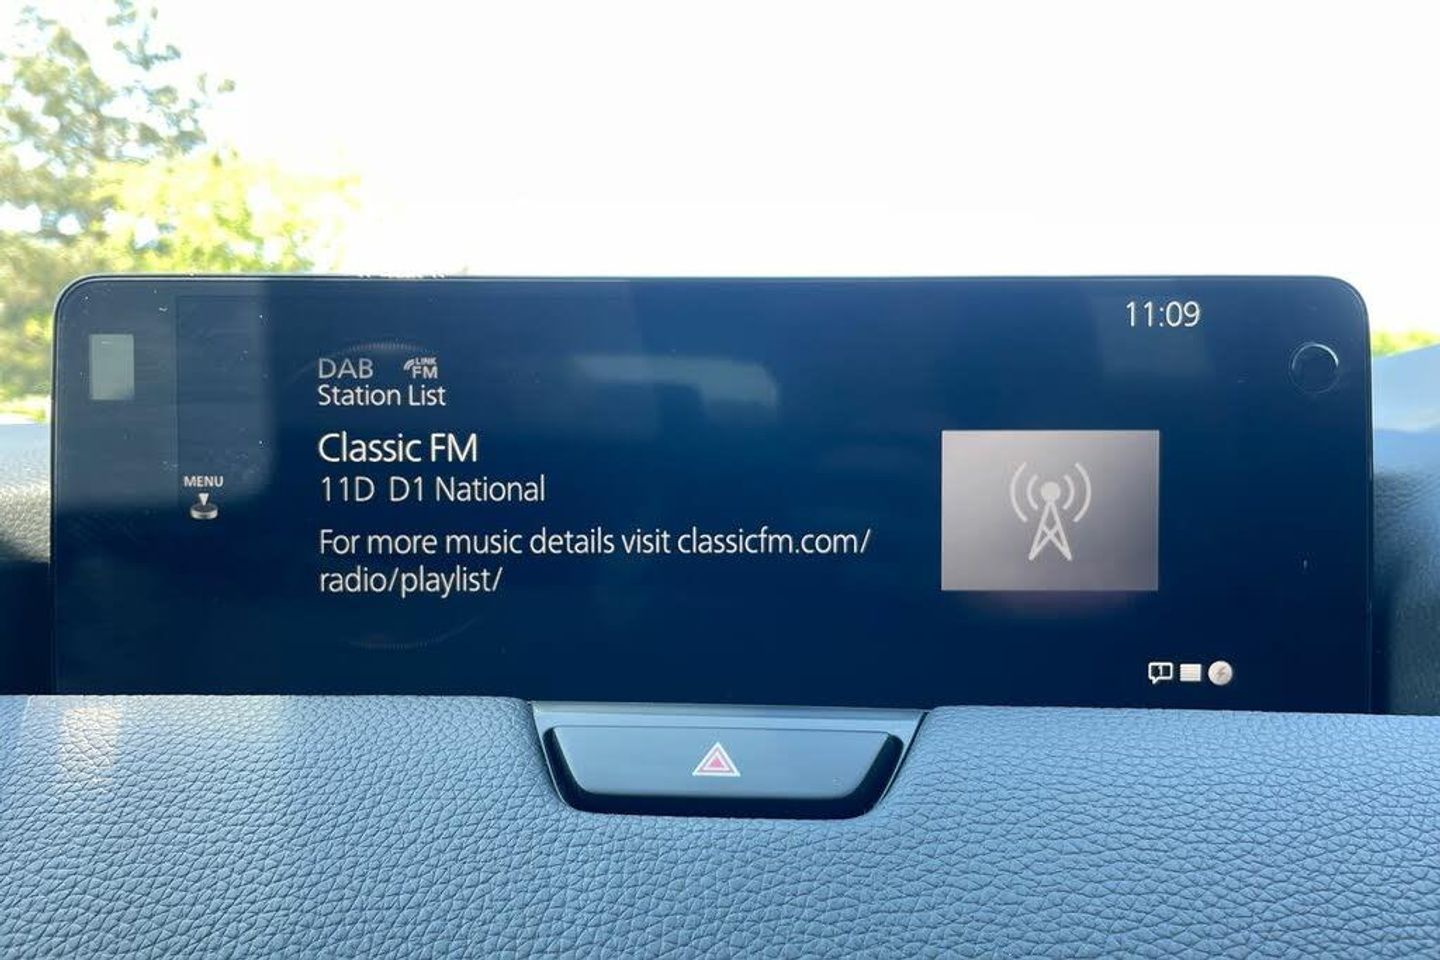 11:09
DAB LINK FM
Station List
Classic FM
11D D1 National
MENU
For more music details visit classicfm.com/
radio/playlist/
1